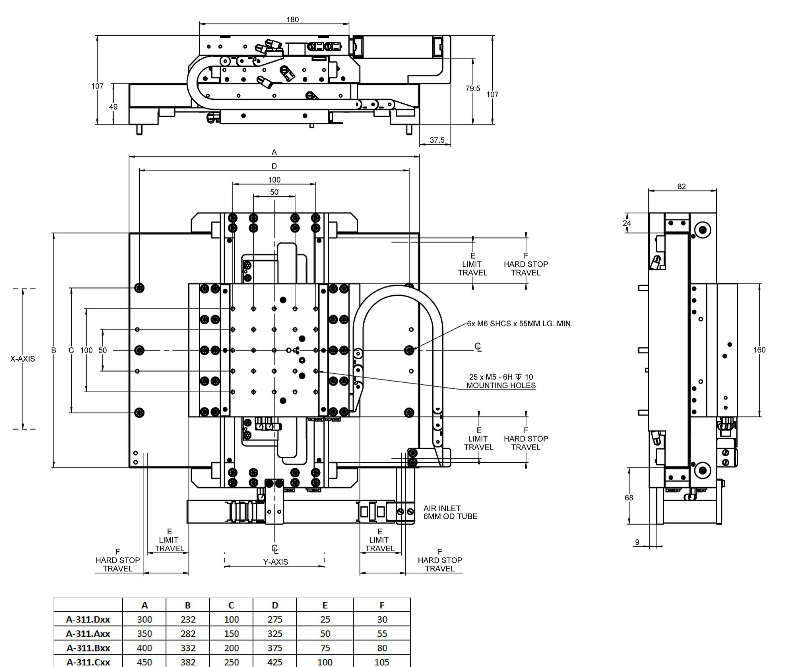 180
107
49
79.5
107
37.5
A
D
100
50
82
24
E
LIMIT
TRAVEL
F
HARD STOP
TRAVEL
6x M6 SHCS x 55MM LG. MIN.
X-AXIS
B
C
100
50
160
25 x M5 - 6H ↧ 10
MOUNTING HOLES
E
LIMIT
TRAVEL
F
HARD STOP
TRAVEL
68
AIR INLET
6MM OD TUBE
E
LIMIT
TRAVEL
E
LIMIT
TRAVEL
9
F
HARD STOP
TRAVEL
Y-AXIS
F
HARD STOP
TRAVEL
A B C D E F
A-311.Dxx 300 232 100 275 25 30
A-311.Axx 350 282 150 325 50 55
A-311.Bxx 400 332 200 375 75 80
A-311.Cxx 450 382 250 425 100 105